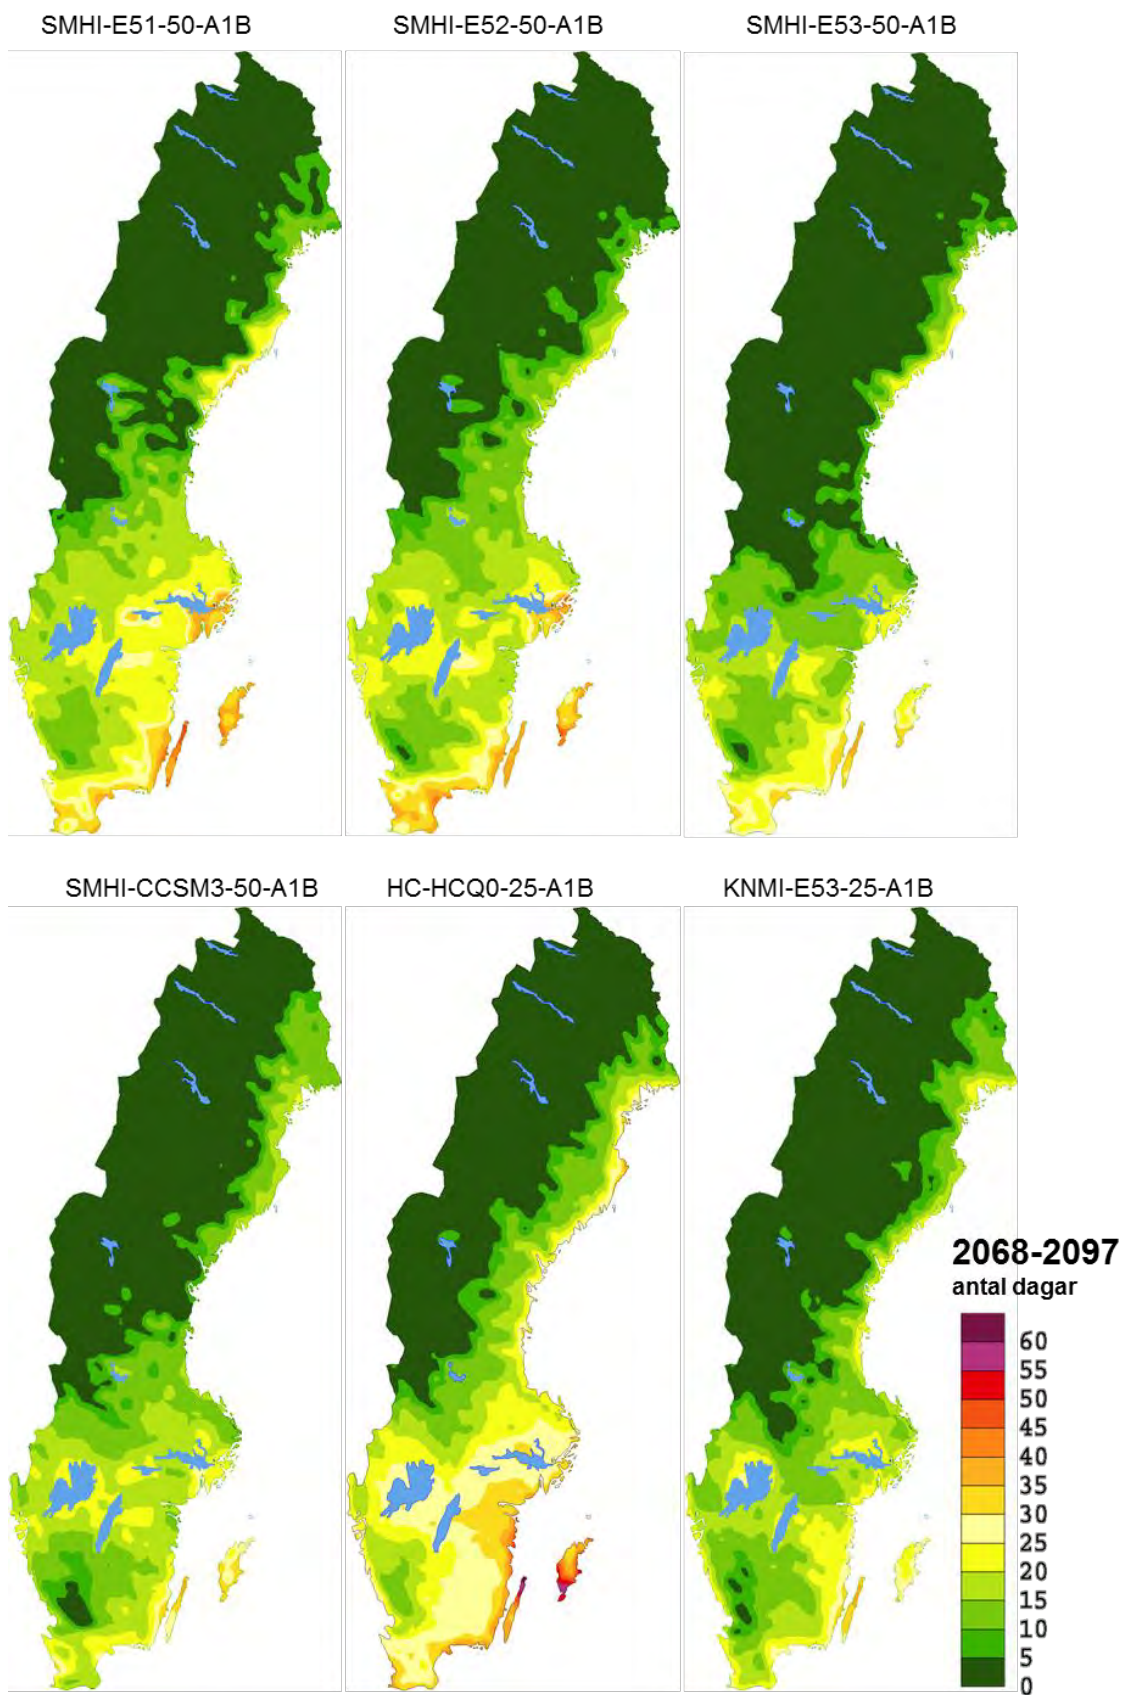 SMHI-E51-50-A1B
SMHI-E52-50-A1B
SMHI-E53-50-A1B
SMHI-CCSM3-50-A1B
HC-HCQ0-25-A1B
KNMI-E53-25-A1B
2068-2097
antal dagar
60
55
50
45
40
35
30
25
20
15
10
5
0